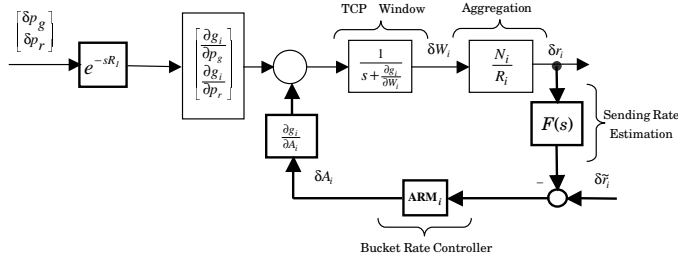 TCP Window
Aggregation
δp_g
δp_r
e^{-sR_I}
∂g_i
∂p_g
∂g_i
∂p_r
1
s + ∂g_i
∂W_i
δW_i
N_i
R_i
δr_i
F(s)
Sending Rate
Estimation
∂g_i
∂A_i
δA_i
ARM_i
−
δr̃_i
Bucket Rate Controller